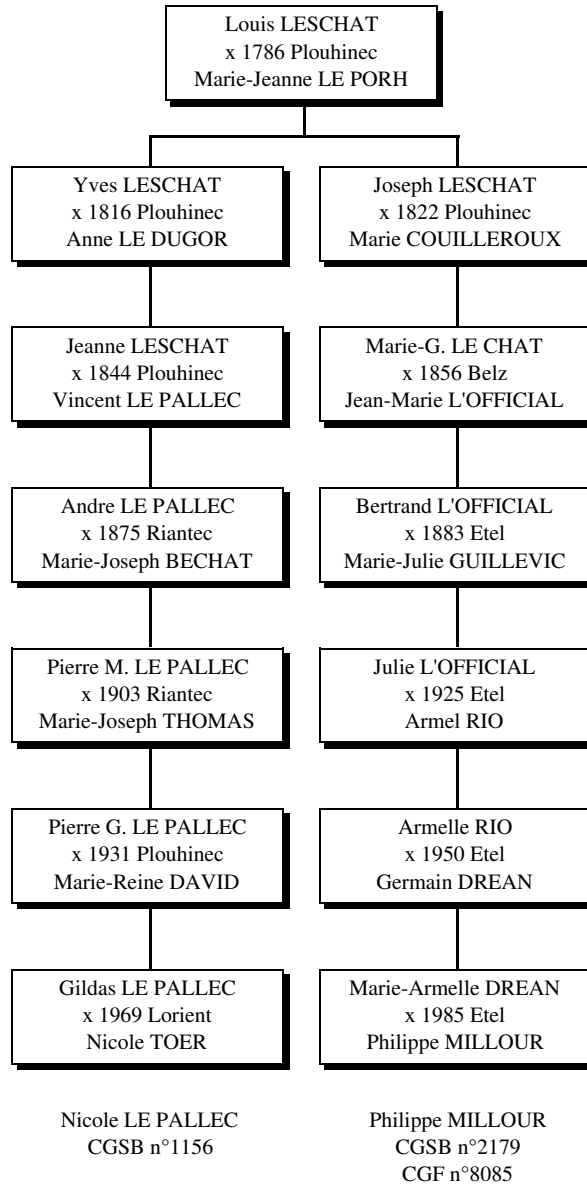 Louis LESCHAT
x 1786 Plouhinec
Marie-Jeanne LE PORH
Yves LESCHAT
x 1816 Plouhinec
Anne LE DUGOR
Joseph LESCHAT
x 1822 Plouhinec
Marie COUILLEROUX
Jeanne LESCHAT
x 1844 Plouhinec
Vincent LE PALLEC
Marie-G. LE CHAT
x 1856 Belz
Jean-Marie L'OFFICIAL
Andre LE PALLEC
x 1875 Riantec
Marie-Joseph BECHAT
Bertrand L'OFFICIAL
x 1883 Etel
Marie-Julie GUILLEVIC
Pierre M. LE PALLEC
x 1903 Riantec
Marie-Joseph THOMAS
Julie L'OFFICIAL
x 1925 Etel
Armel RIO
Pierre G. LE PALLEC
x 1931 Plouhinec
Marie-Reine DAVID
Armelle RIO
x 1950 Etel
Germain DREAN
Gildas LE PALLEC
x 1969 Lorient
Nicole TOER
Marie-Armelle DREAN
x 1985 Etel
Philippe MILLOUR
Nicole LE PALLEC
CGSB n°1156
Philippe MILLOUR
CGSB n°2179
CGF n°8085